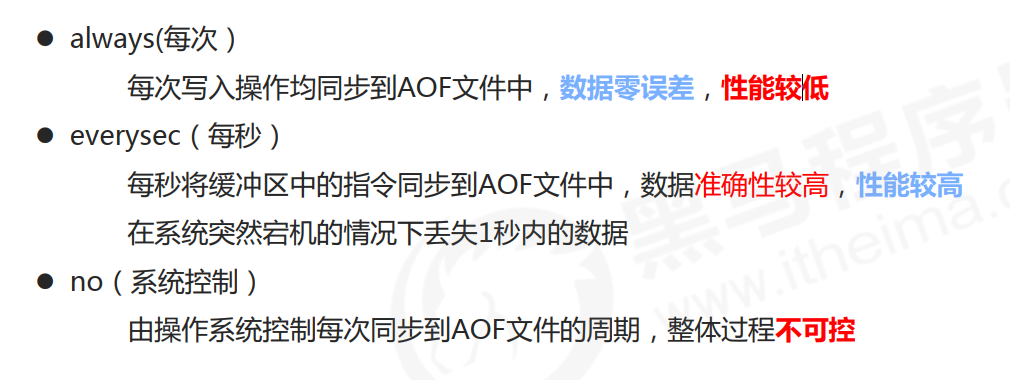 ● always(每次）
每次写入操作均同步到AOF文件中，数据零误差，性能较低
● everysec（每秒）
每秒将缓冲区中的指令同步到AOF文件中，数据准确性较高，性能较高
在系统突然宕机的情况下丢失1秒内的数据
● no（系统控制）
由操作系统控制每次同步到AOF文件的周期，整体过程不可控
黑马程序
www.itheima.c